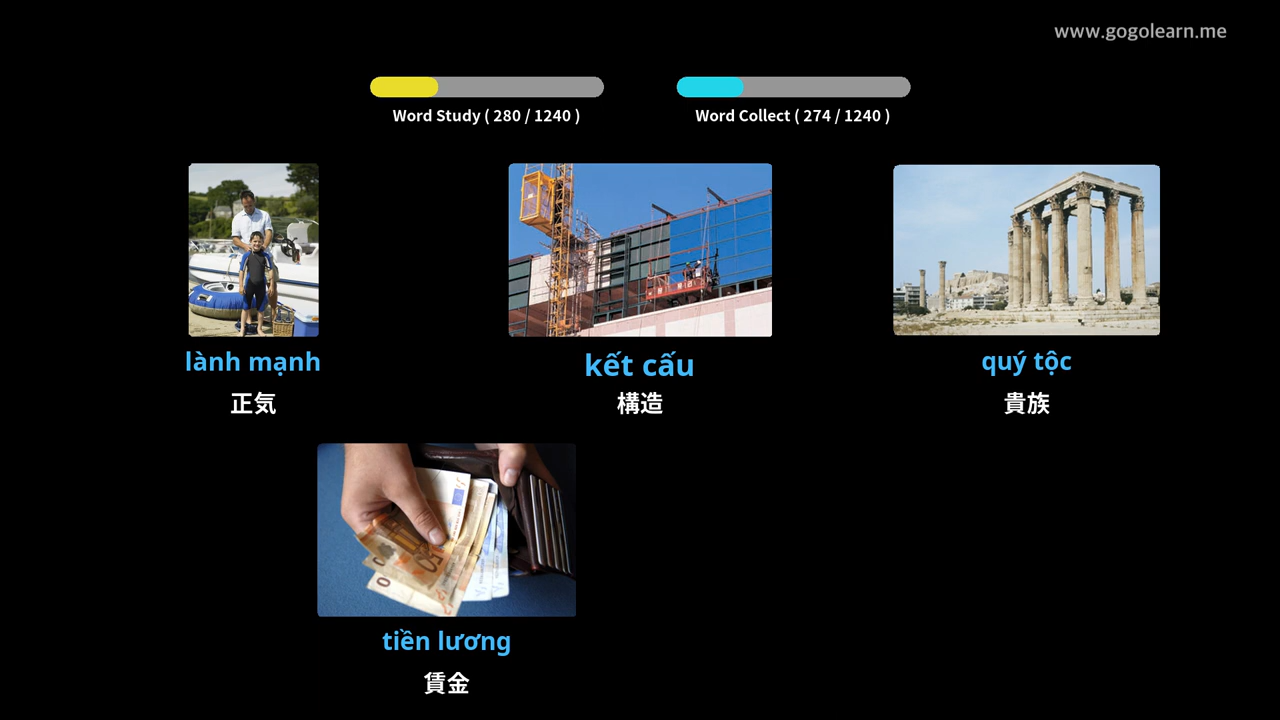 www.gogolearn.me
Word Study ( 280 / 1240 )
Word Collect ( 274 / 1240 )
lành mạnh
正気
kết cấu
構造
quý tộc
貴族
tiền lương
賃金